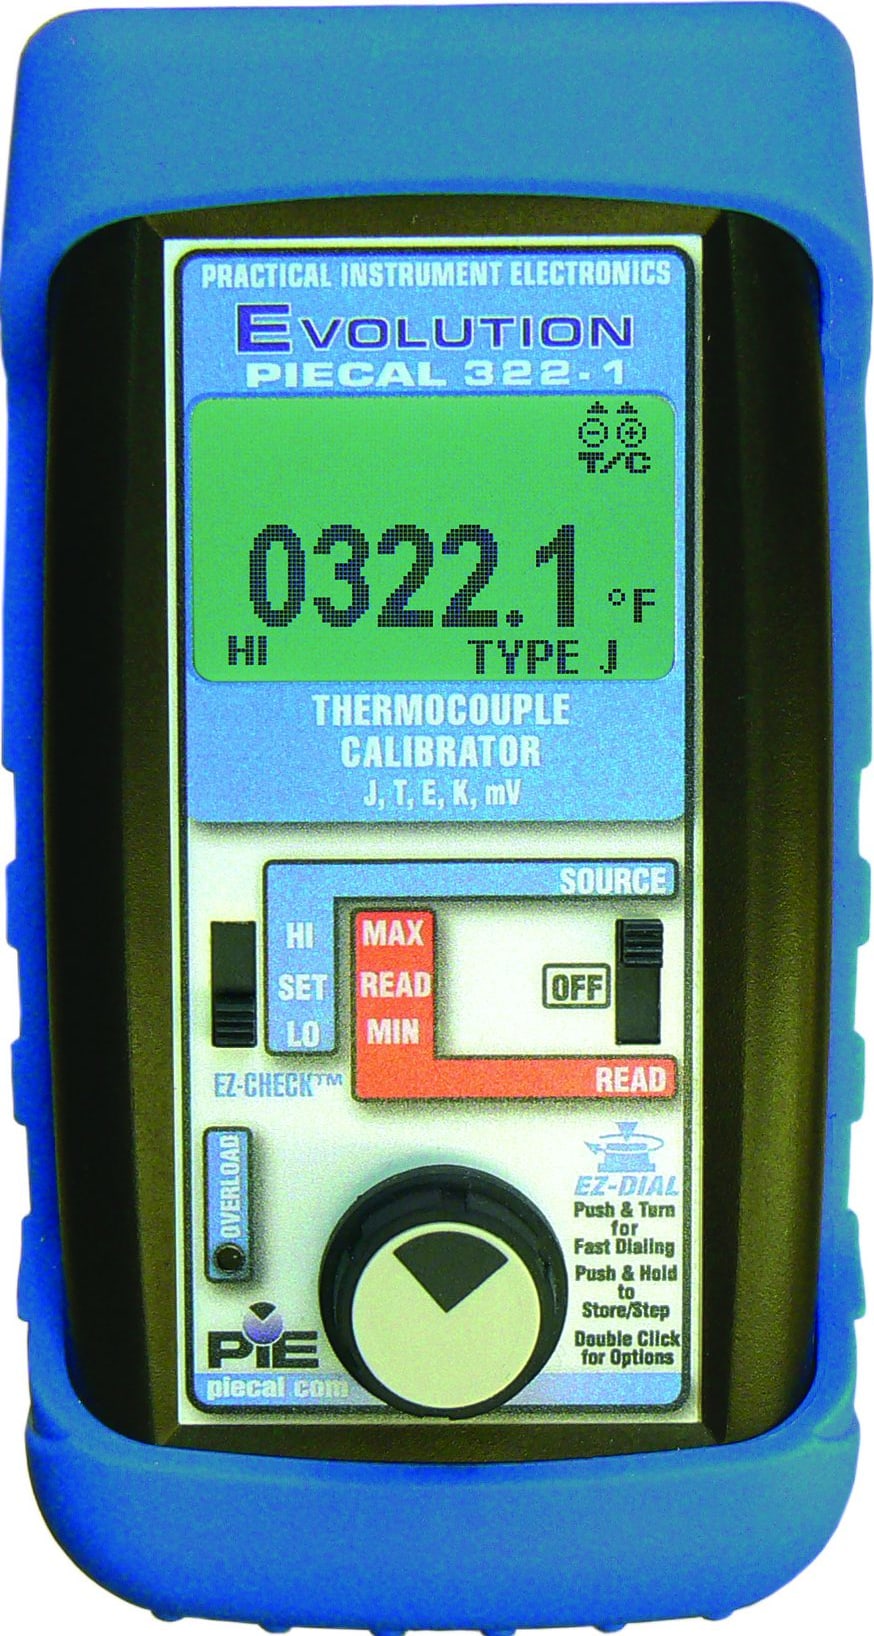 PRACTICAL INSTRUMENT ELECTRONICS
EVOLUTION
PIECAL 322-1
T/C
0322.1 °F
HI TYPE J
THERMOCOUPLE
CALIBRATOR
J, T, E, K, mV
SOURCE
HI MAX
SET READ OFF
LO MIN
READ
EZ-CHECK™
OVERLOAD
EZ-DIAL
Push & Turn
for
Fast Dialing
Push & Hold
to
Store/Step
Double Click
for Options
PIE
piecal com